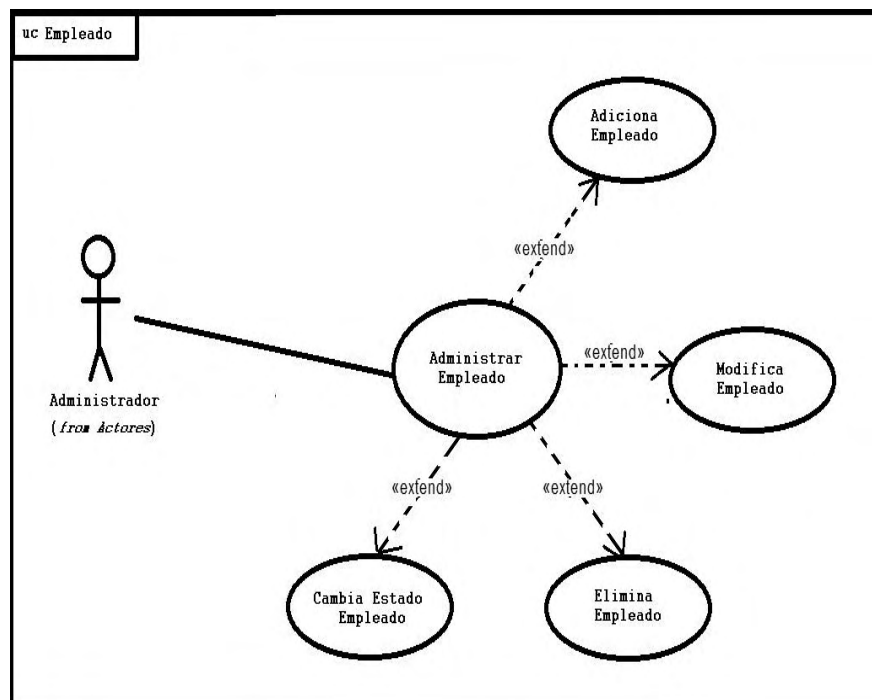 uc Empleado
Adiciona
Empleado
«extend»
Administrar
Empleado
«extend»
Modifica
Empleado
Administrador
(from Actores)
«extend»
«extend»
Cambia Estado
Empleado
Elimina
Empleado